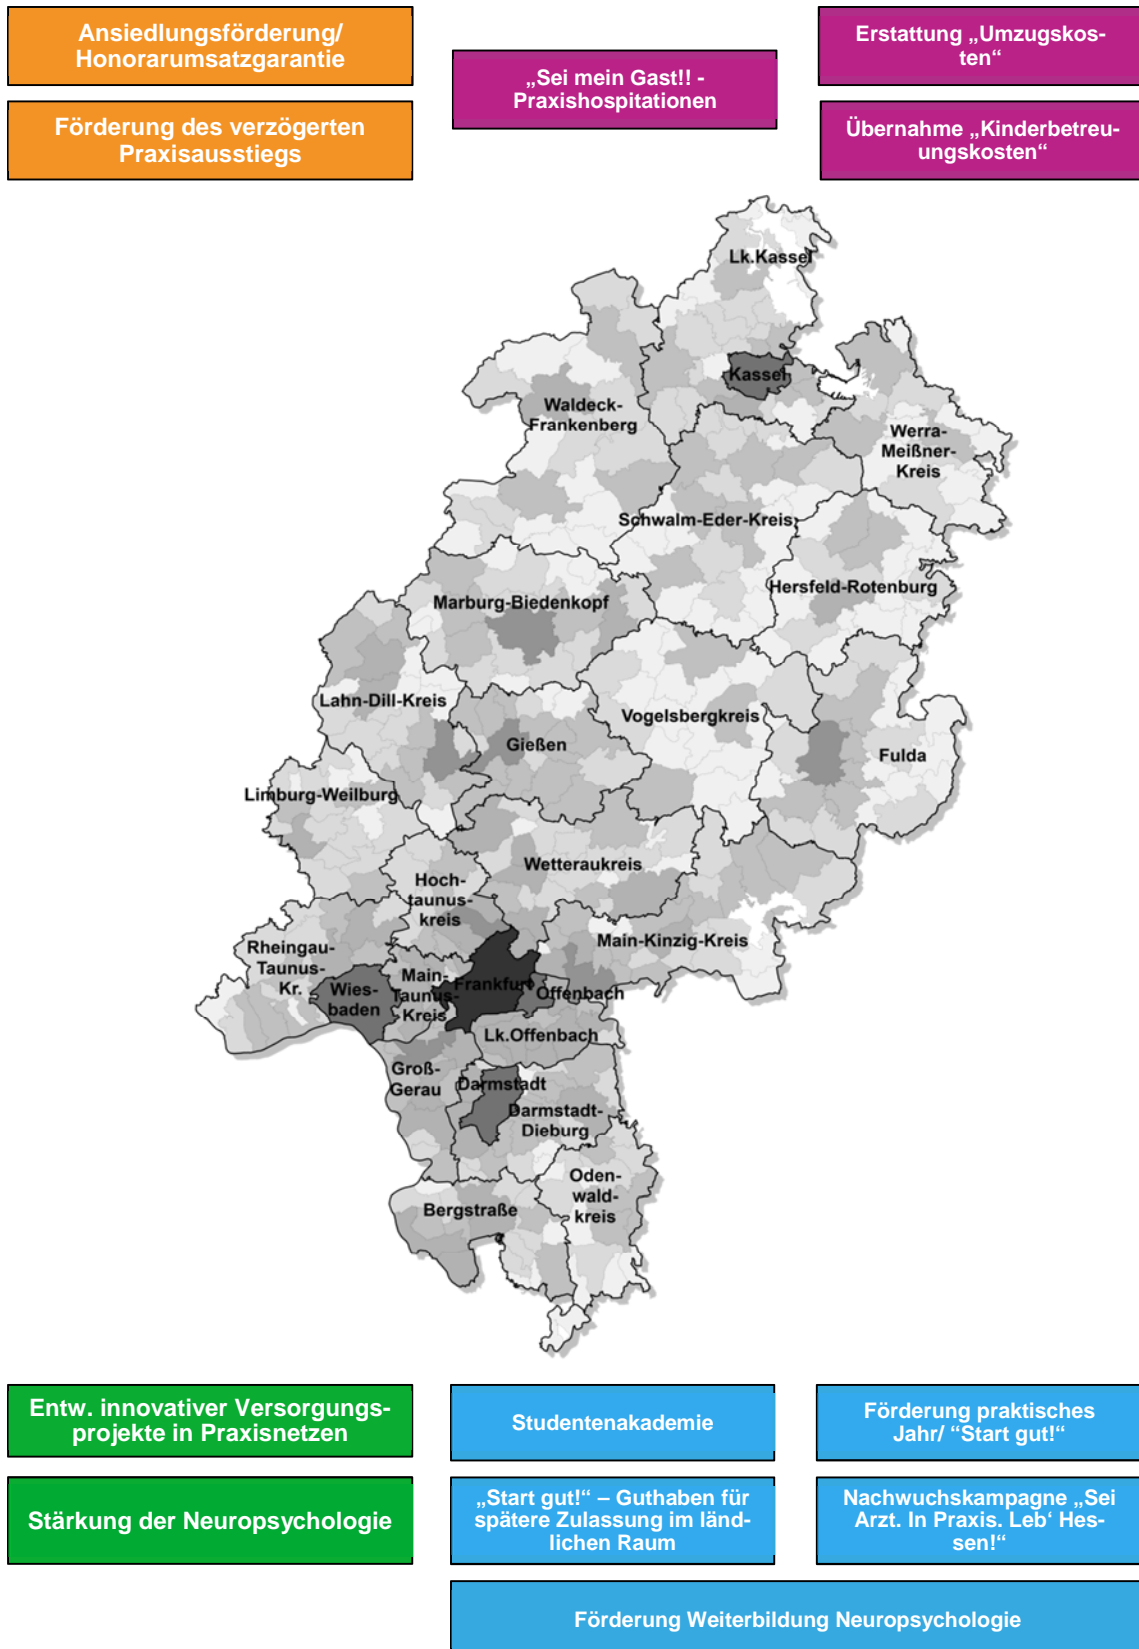 Ansiedlungsförderung/
Honorarumsatzgarantie
Förderung des verzögerten
Praxisausstiegs
„Sei mein Gast!! -
Praxishospitationen
Erstattung „Umzugskos-
ten“
Übernahme „Kinderbetreu-
ungskosten“
Lk.Kassel
Kassel
Waldeck-
Frankenberg
Werra-
Meißner-
Kreis
Schwalm-Eder-Kreis
Hersfeld-Rotenburg
Marburg-Biedenkopf
Lahn-Dill-Kreis
Vogelsbergkreis
Gießen
Fulda
Limburg-Weilburg
Wetteraukreis
Hoch-
taunus-
kreis
Main-Kinzig-Kreis
Rheingau-
Taunus-
Kr.
Wies-
baden
Main-
Taunus-
Kreis
Frankfurt
Offenbach
Lk.Offenbach
Groß-
Gerau
Darmstadt
Darmstadt-
Dieburg
Oden-
wald-
kreis
Bergstraße
Entw. innovativer Versorgungs-
projekte in Praxisnetzen
Stärkung der Neuropsychologie
Studentenakademie
Förderung praktisches
Jahr/ “Start gut!“
„Start gut!“ – Guthaben für
spätere Zulassung im länd-
lichen Raum
Nachwuchskampagne „Sei
Arzt. In Praxis. Leb‘ Hes-
sen!“
Förderung Weiterbildung Neuropsychologie